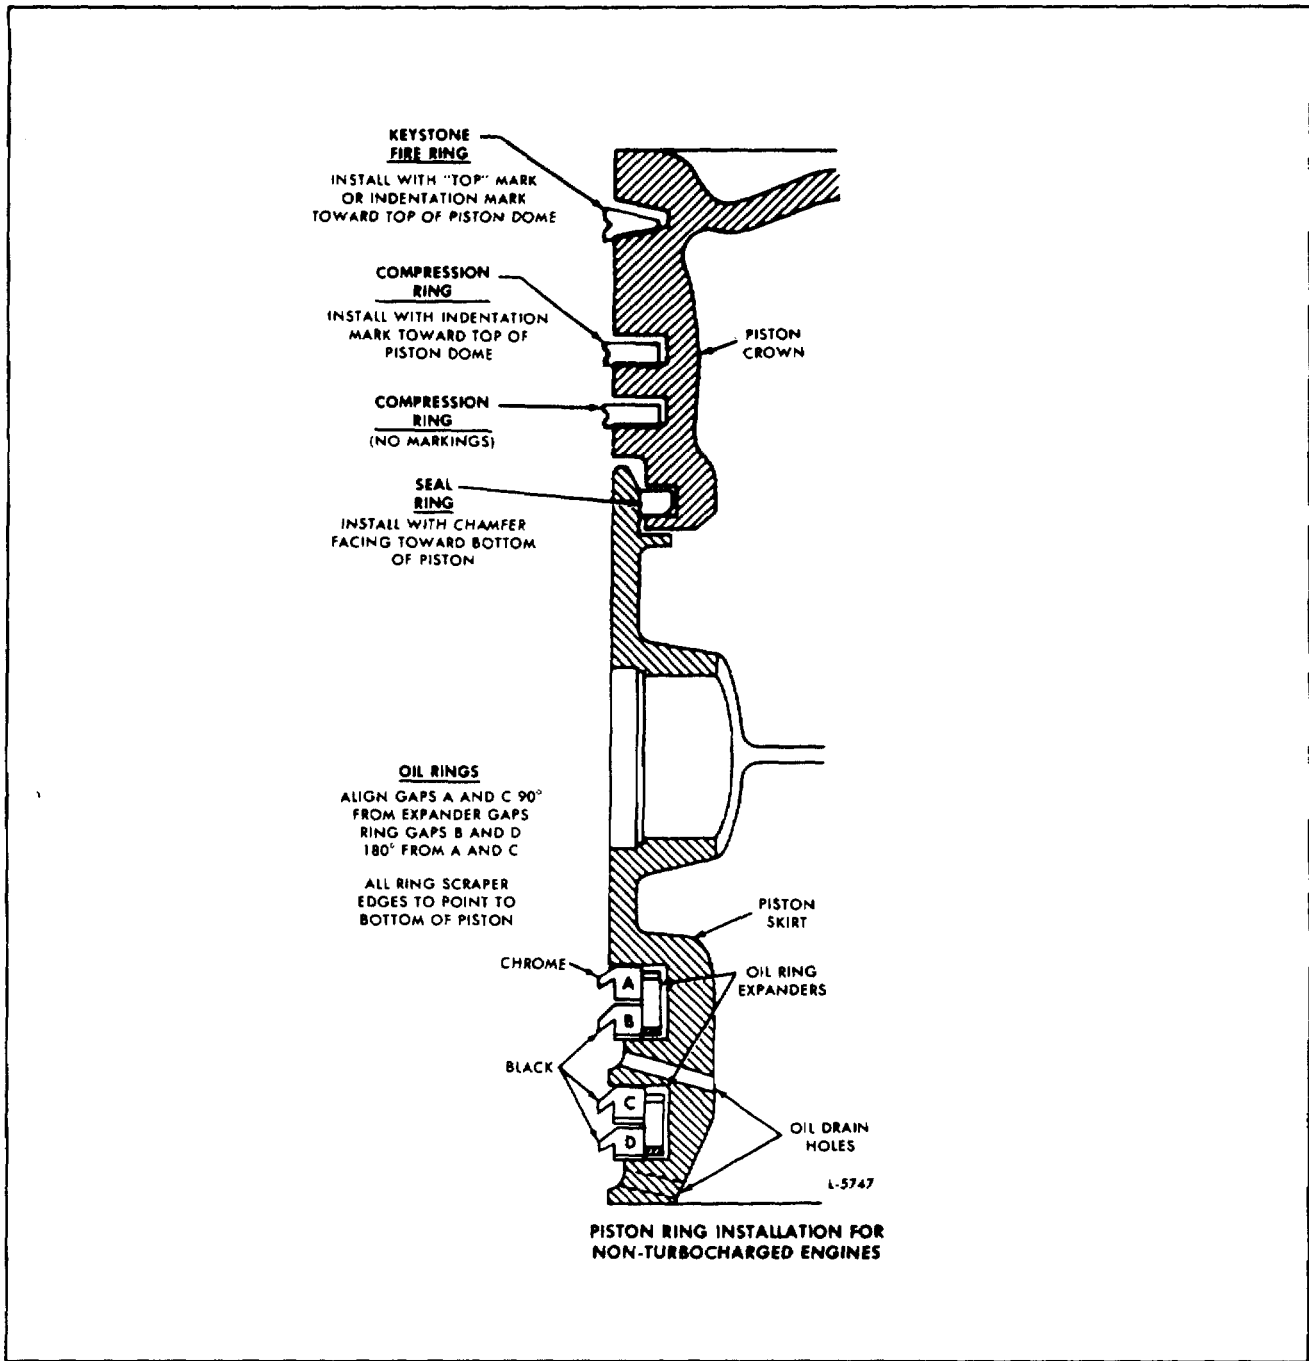 KEYSTONE
FIRE RING
INSTALL WITH "TOP" MARK
OR INDENTATION MARK
TOWARD TOP OF PISTON DOME
COMPRESSION
RING
INSTALL WITH INDENTATION
MARK TOWARD TOP OF
PISTON DOME
PISTON
CROWN
COMPRESSION
RING
(NO MARKINGS)
SEAL
RING
INSTALL WITH CHAMFER
FACING TOWARD BOTTOM
OF PISTON
OIL RINGS
ALIGN GAPS A AND C 90°
FROM EXPANDER GAPS
RING GAPS B AND D
180° FROM A AND C
ALL RING SCRAPER
EDGES TO POINT TO
BOTTOM OF PISTON
PISTON
SKIRT
CHROME
A
OIL RING
EXPANDERS
B
BLACK
C
D
OIL DRAIN
HOLES
L-5747
PISTON RING INSTALLATION FOR
NON-TURBOCHARGED ENGINES